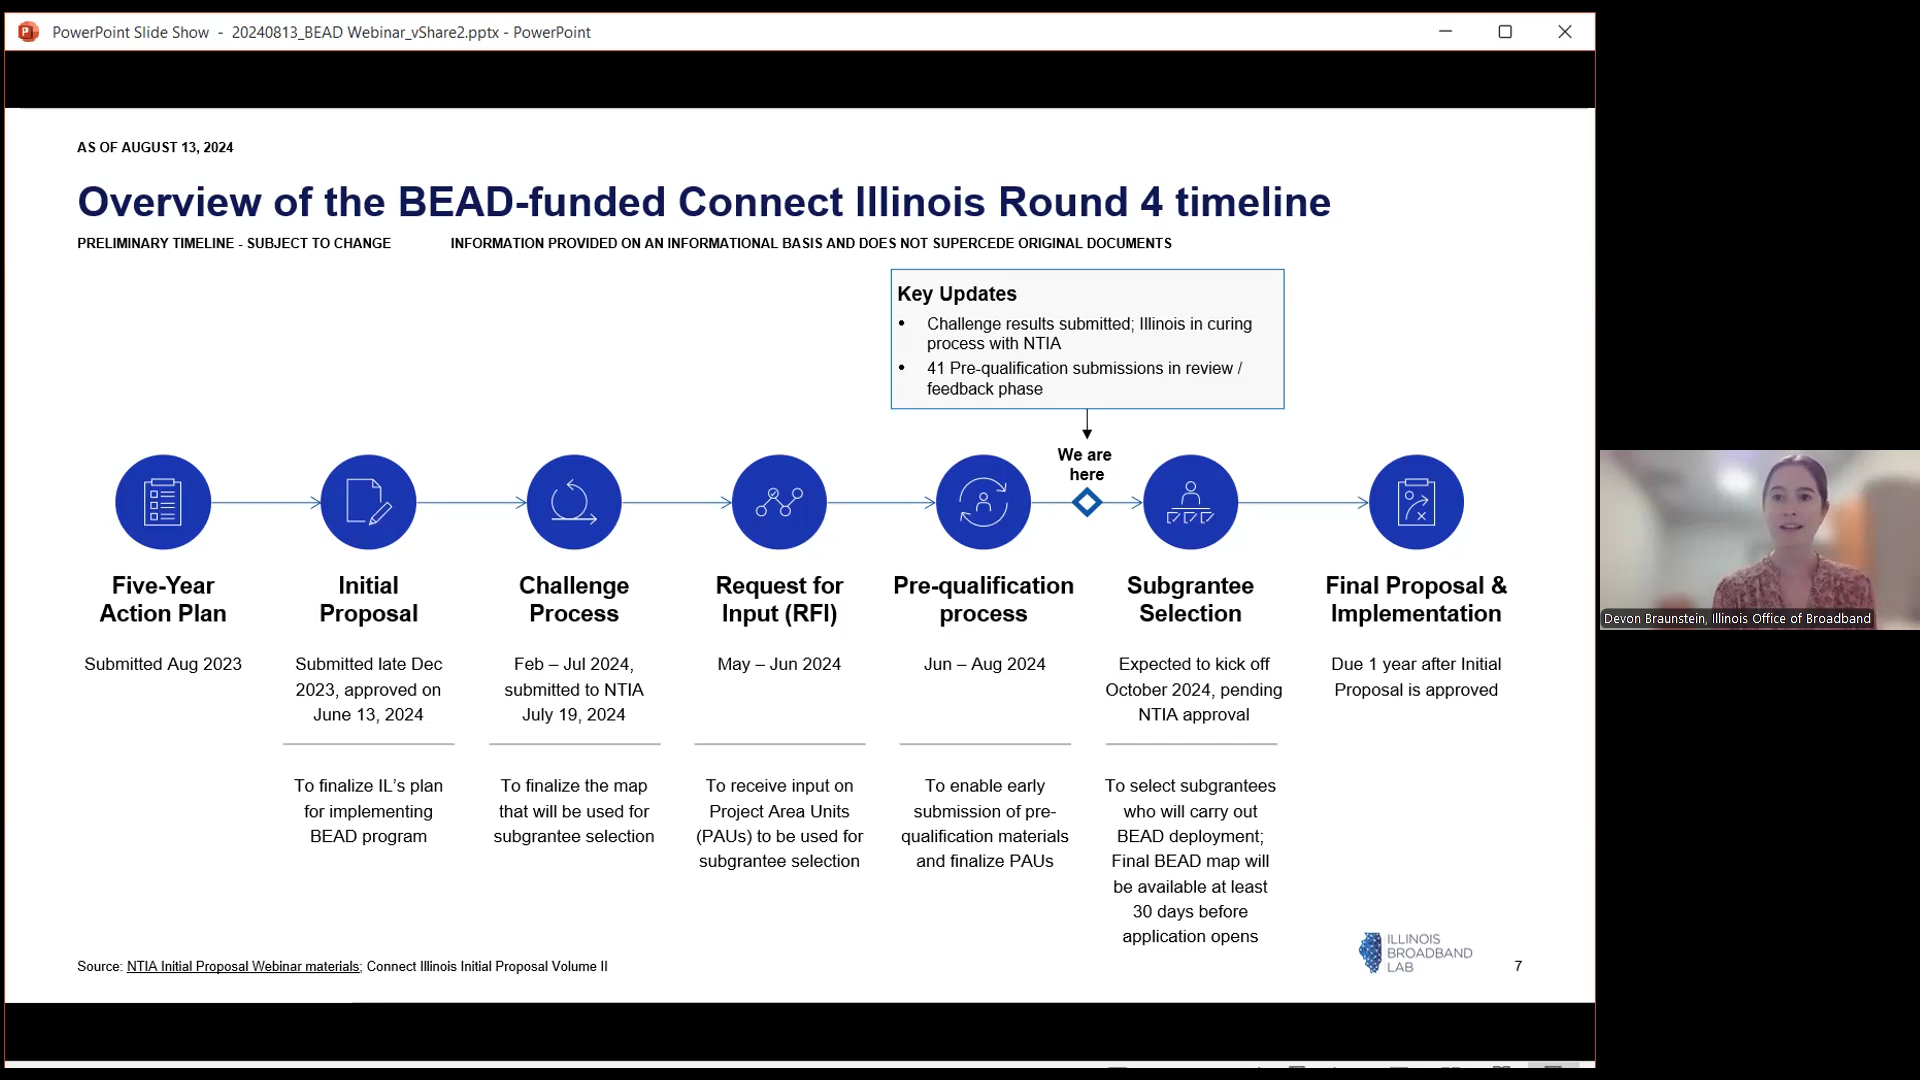 PowerPoint Slide Show - 20240813_BEAD Webinar_vShare2.pptx - PowerPoint
AS OF AUGUST 13, 2024
Overview of the BEAD-funded Connect Illinois Round 4 timeline
PRELIMINARY TIMELINE - SUBJECT TO CHANGE
INFORMATION PROVIDED ON AN INFORMATIONAL BASIS AND DOES NOT SUPERCEDE ORIGINAL DOCUMENTS
Key Updates
• Challenge results submitted; Illinois in curing
process with NTIA
• 41 Pre-qualification submissions in review /
feedback phase
We are
here
Five-Year
Action Plan
Submitted Aug 2023
Initial
Proposal
Submitted late Dec
2023, approved on
June 13, 2024
To finalize IL's plan
for implementing
BEAD program
Challenge
Process
Feb – Jul 2024,
submitted to NTIA
July 19, 2024
To finalize the map
that will be used for
subgrantee selection
Request for
Input (RFI)
May – Jun 2024
To receive input on
Project Area Units
(PAUs) to be used for
subgrantee selection
Pre-qualification
process
Jun – Aug 2024
To enable early
submission of pre-
qualification materials
and finalize PAUs
Subgrantee
Selection
Expected to kick off
October 2024, pending
NTIA approval
To select subgrantees
who will carry out
BEAD deployment;
Final BEAD map will
be available at least
30 days before
application opens
Final Proposal &
Implementation
Due 1 year after Initial
Proposal is approved
Source: NTIA Initial Proposal Webinar materials; Connect Illinois Initial Proposal Volume II
ILLINOIS
BROADBAND
LAB
7
Devon Braunstein, Illinois Office of Broadband